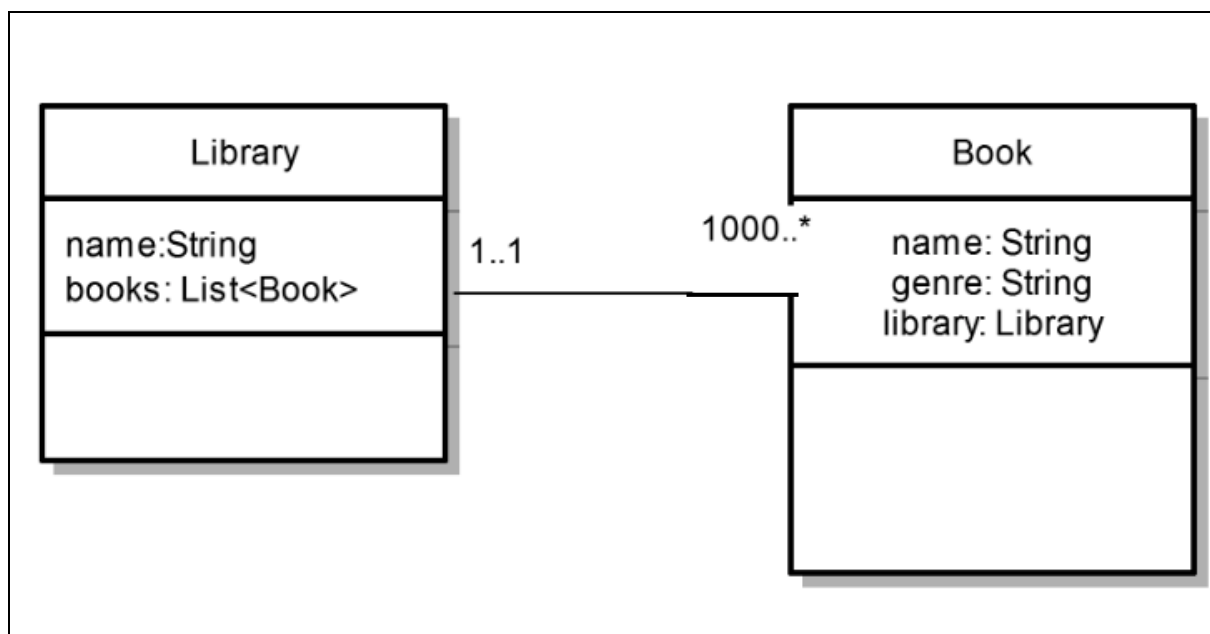 Library
name:String
books: List<Book>
1..1
1000..*
Book
name: String
genre: String
library: Library